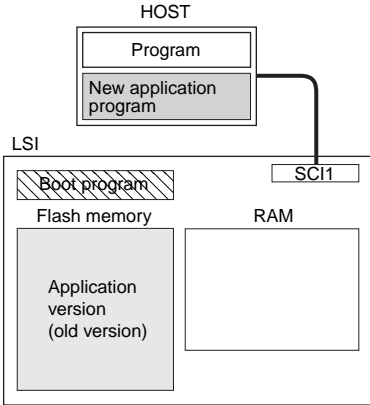 HOST
Program
New application
program
LSI
SCI1
Boot program
Flash memory
RAM
Application
version
(old version)